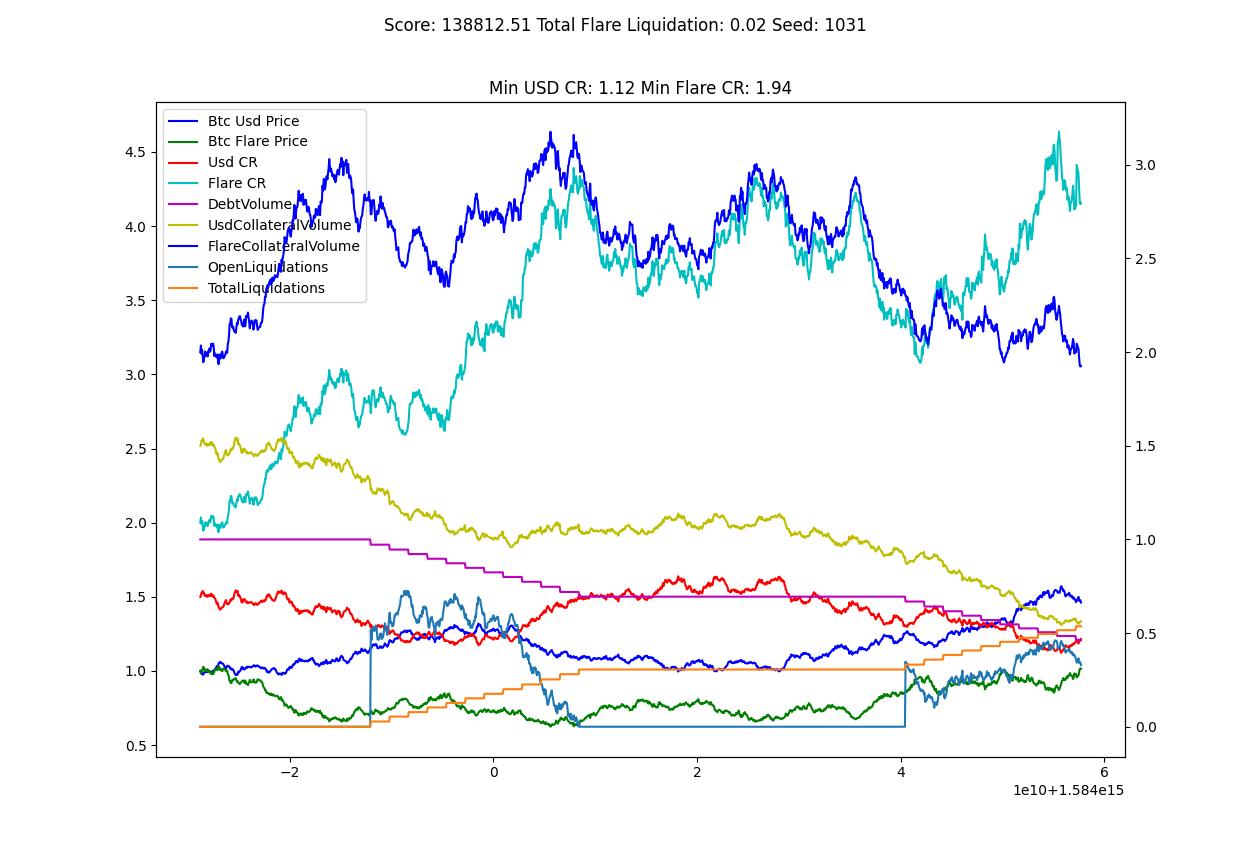 Score: 138812.51 Total Flare Liquidation: 0.02 Seed: 1031
Min USD CR: 1.12 Min Flare CR: 1.94
Btc Usd Price
Btc Flare Price
Usd CR
Flare CR
DebtVolume
UsdCollateralVolume
FlareCollateralVolume
OpenLiquidations
TotalLiqudations
4.5
4.0
3.5
3.0
2.5
2.0
1.5
1.0
0.5
3.0
2.5
2.0
1.5
1.0
0.5
0.0
−2 0 2 4 6
1e10+1.584e15